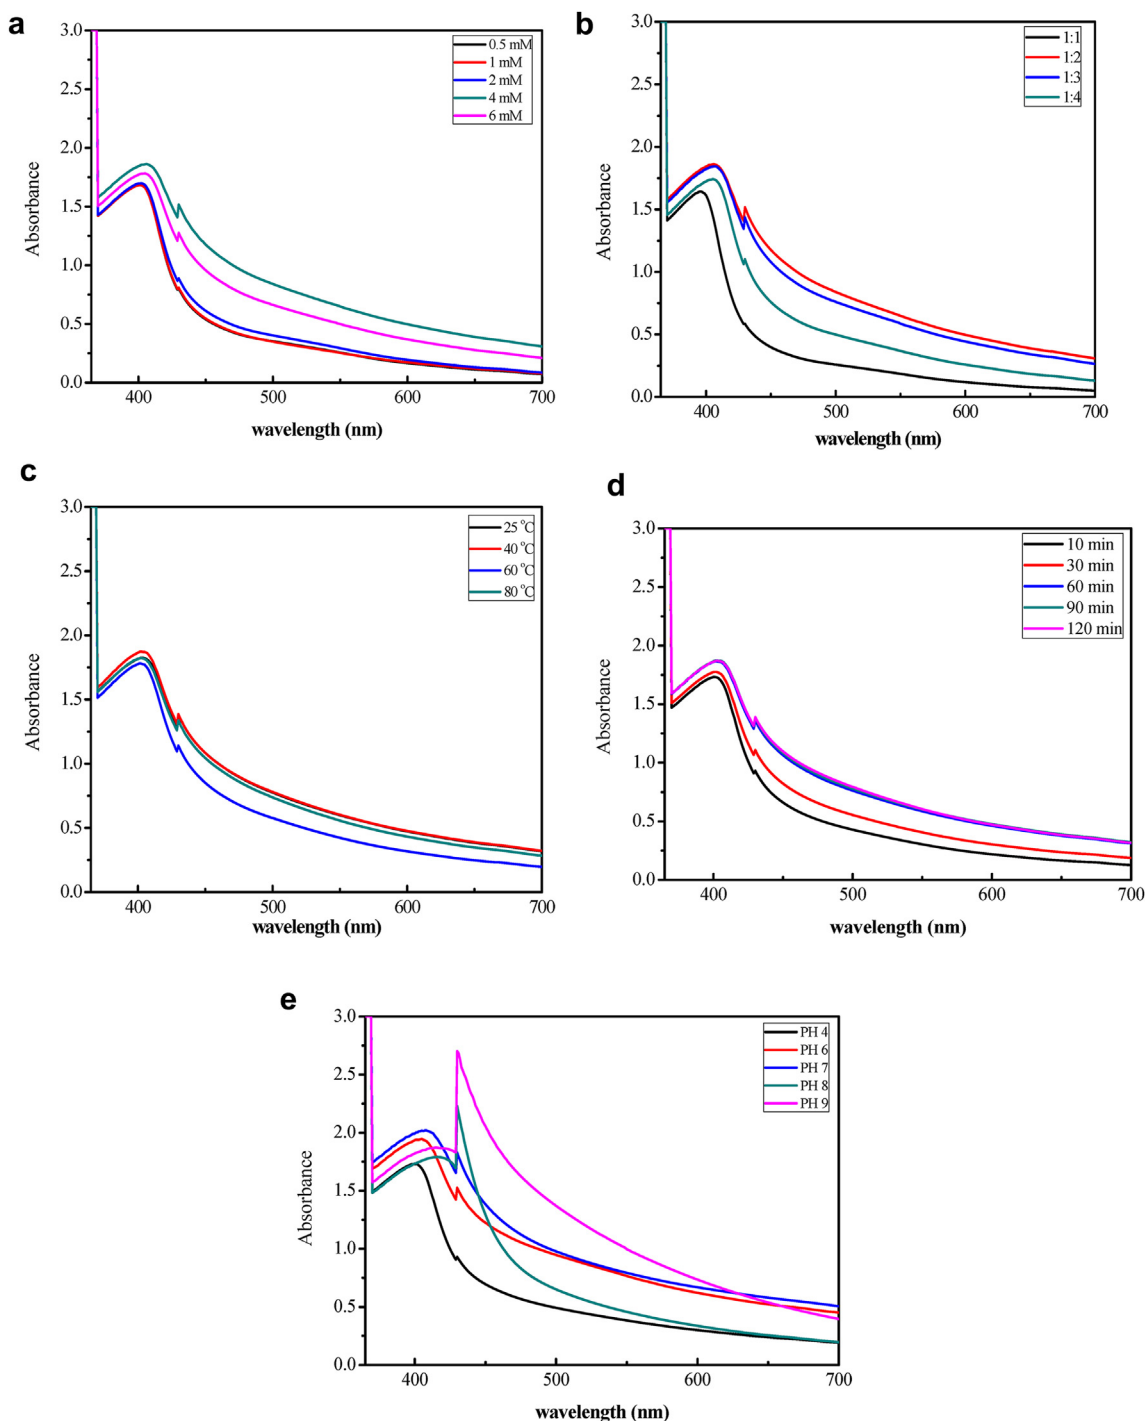 a
3.0
2.5
2.0
1.5
1.0
0.5
0.0
Absorbance
400
500
600
700
wavelength (nm)
0.5 mM
1 mM
2 mM
4 mM
6 mM
b
3.0
2.5
2.0
1.5
1.0
0.5
0.0
Absorbance
400
500
600
700
wavelength (nm)
1:1
1:2
1:3
1:4
c
3.0
2.5
2.0
1.5
1.0
0.5
0.0
Absorbance
400
500
600
700
wavelength (nm)
25 °C
40 °C
60 °C
80 °C
d
3.0
2.5
2.0
1.5
1.0
0.5
0.0
Absorbance
400
500
600
700
wavelength (nm)
10 min
30 min
60 min
90 min
120 min
e
3.0
2.5
2.0
1.5
1.0
0.5
0.0
Absorbance
400
500
600
700
wavelength (nm)
PH 4
PH 6
PH 7
PH 8
PH 9